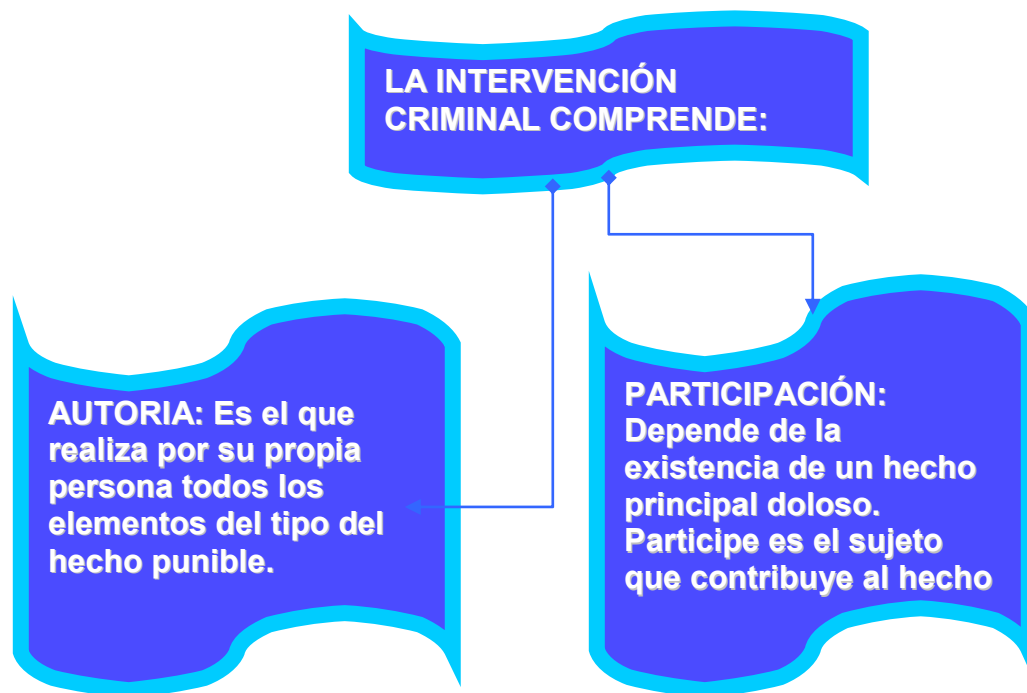 LA INTERVENCIÓN
CRIMINAL COMPRENDE:
AUTORIA: Es el que
realiza por su propia
persona todos los
elementos del tipo del
hecho punible.
PARTICIPACIÓN:
Depende de la
existencia de un hecho
principal doloso.
Participe es el sujeto
que contribuye al hecho